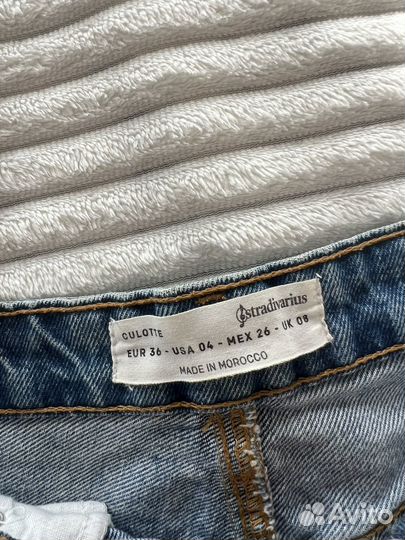 CULOTTE
Stradivarius
EUR 36 - USA 04 - MEX 26 - UK 08
MADE IN MOROCCO
Avito